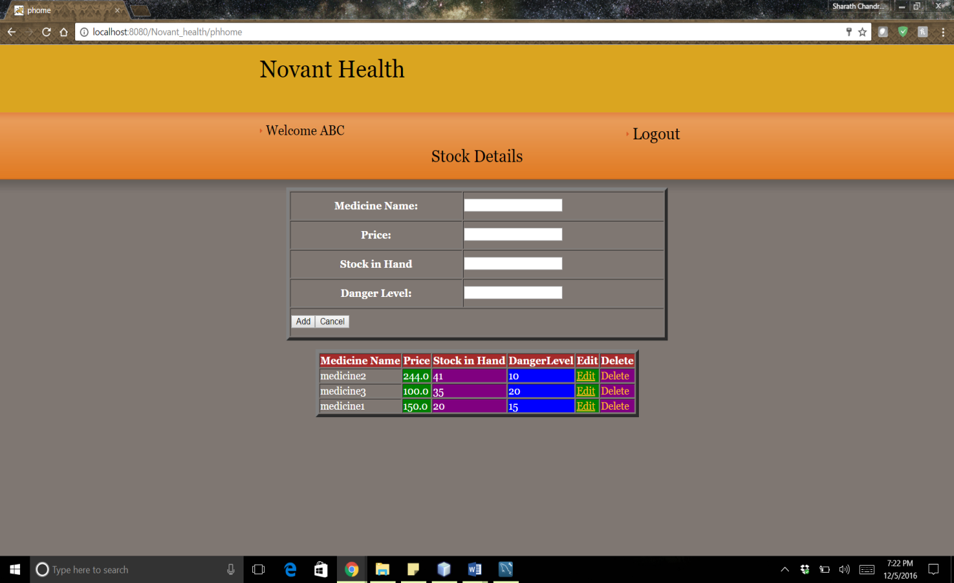 phome
Sharath Chandr...
localhost:8080/Novant_health/phhome
Novant Health
Welcome ABC
Logout
Stock Details
Medicine Name:
Price:
Stock in Hand
Danger Level:
Add Cancel
Medicine Name Price Stock in Hand DangerLevel Edit Delete
medicine2 244.0 41 10 Edit Delete
medicine3 100.0 35 20 Edit Delete
medicine1 150.0 20 15 Edit Delete
Type here to search
7:22 PM
12/5/2016